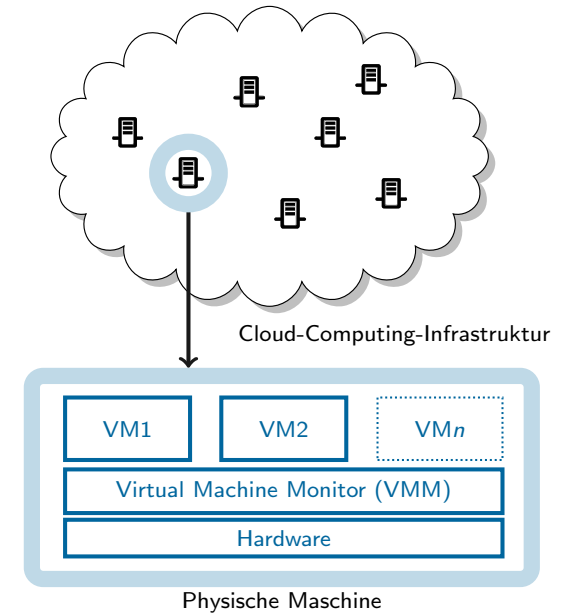 Cloud-Computing-Infrastruktur
VM1
VM2
VMn
Virtual Machine Monitor (VMM)
Hardware
Physische Maschine